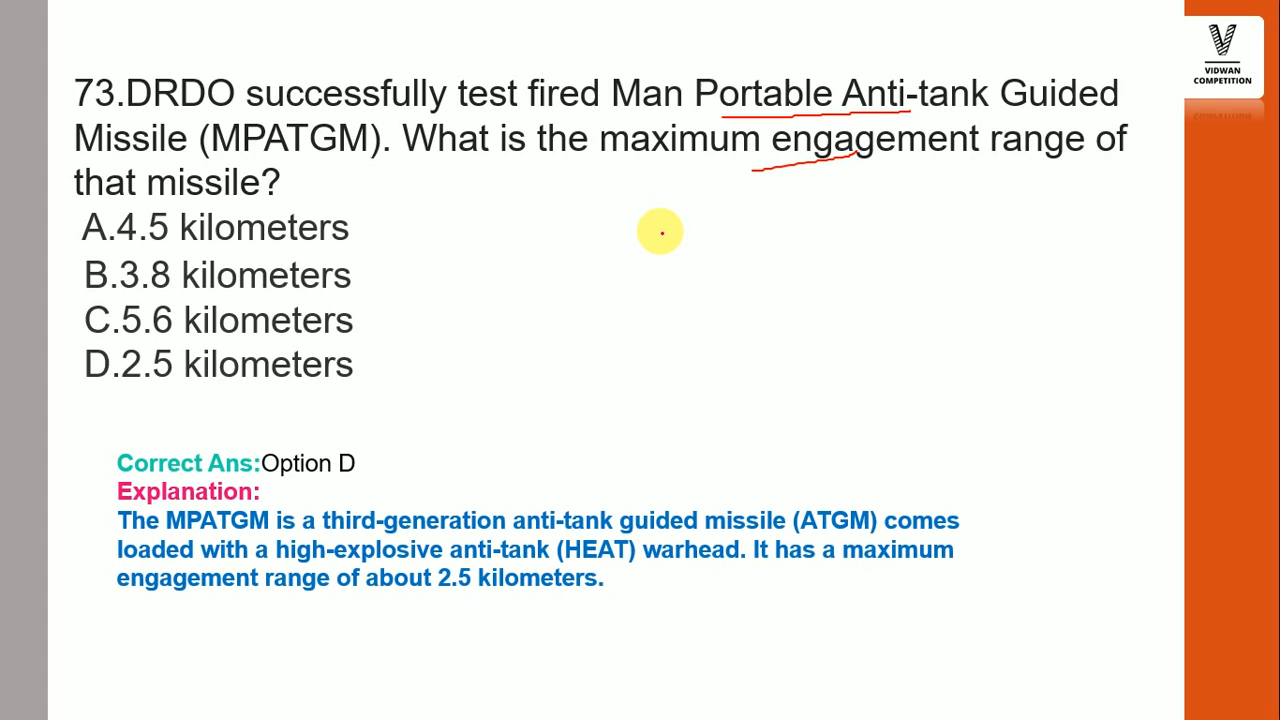 VIDWAN
COMPETITION
73.DRDO successfully test fired Man Portable Anti-tank Guided
Missile (MPATGM). What is the maximum engagement range of
that missile?
A.4.5 kilometers
B.3.8 kilometers
C.5.6 kilometers
D.2.5 kilometers
Correct Ans:Option D
Explanation:
The MPATGM is a third-generation anti-tank guided missile (ATGM) comes
loaded with a high-explosive anti-tank (HEAT) warhead. It has a maximum
engagement range of about 2.5 kilometers.